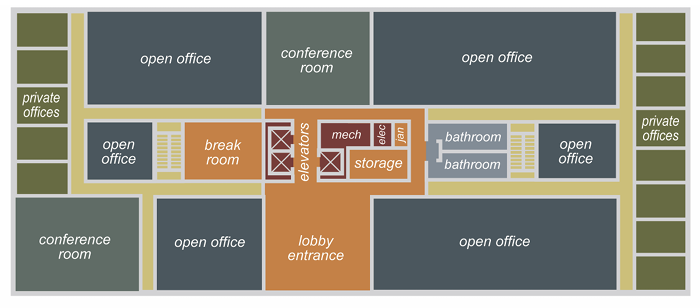 open office
conference
room
open office
private
offices
private
offices
open
office
break
room
elevators
mech
elec
jan
storage
bathroom
bathroom
open
office
conference
room
open office
lobby
entrance
open office